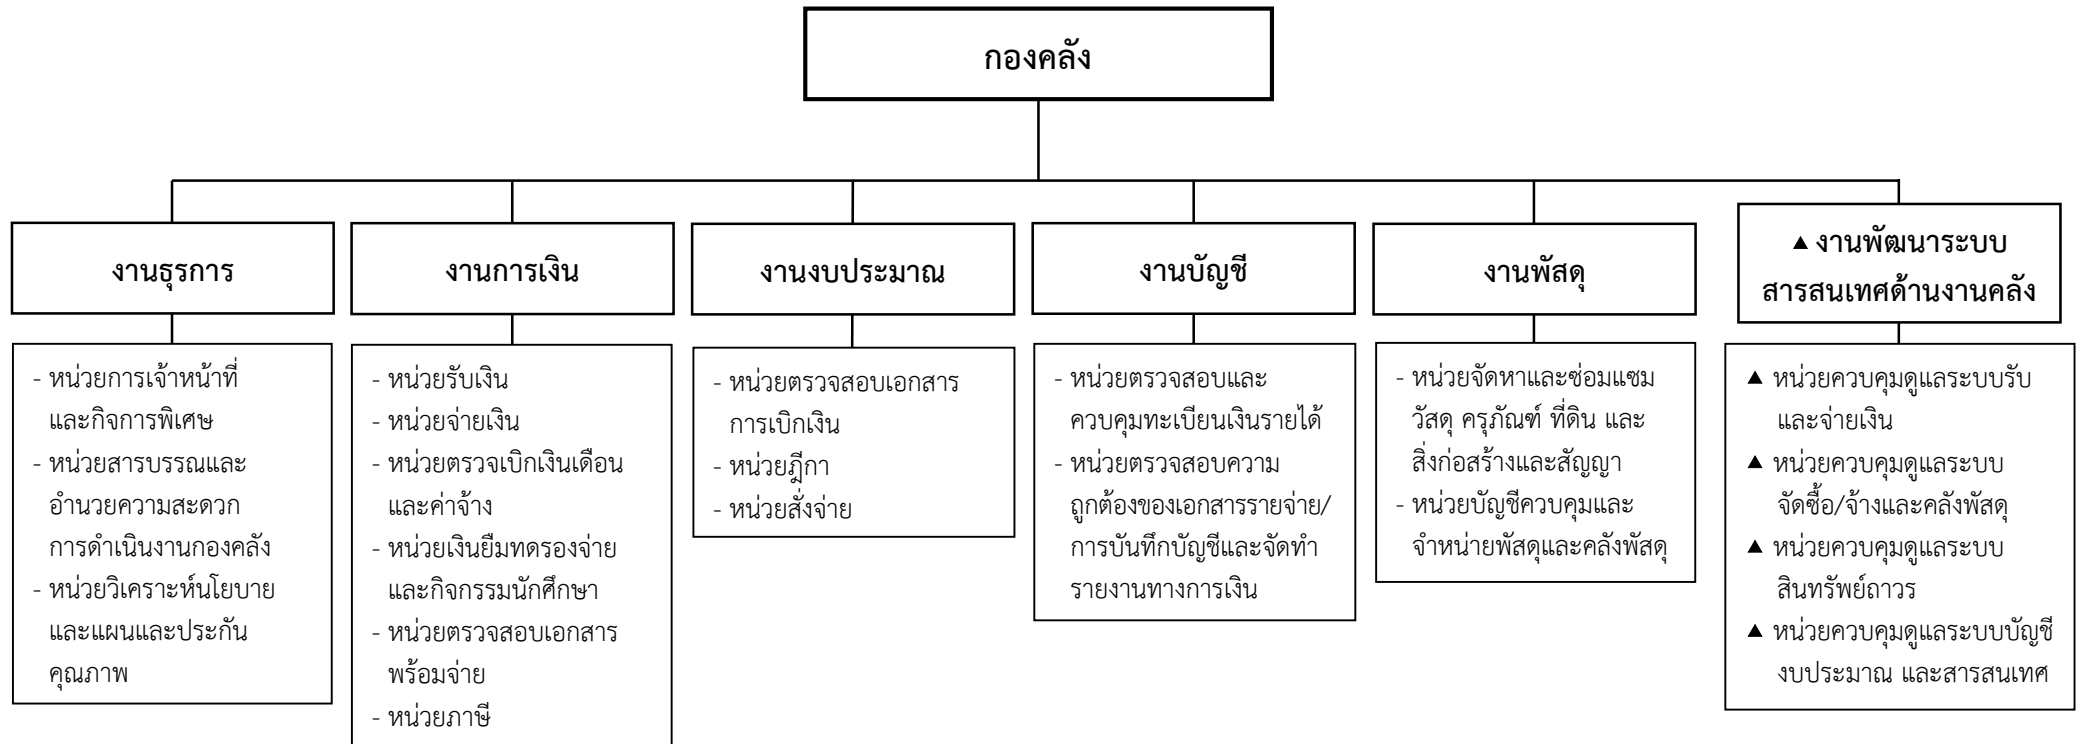 กองคลัง
งานธุรการ
- หน่วยการเจ้าหน้าที่
และกิจการพิเศษ
- หน่วยสารบรรณและ
อำนวยความสะดวก
การดำเนินงานกองคลัง
- หน่วยวิเคราะห์นโยบาย
และแผนและประกัน
คุณภาพ
งานการเงิน
- หน่วยรับเงิน
- หน่วยจ่ายเงิน
- หน่วยตรวจเบิกเงินเดือน
และค่าจ้าง
- หน่วยเงินยืมทดรองจ่าย
และกิจกรรมนักศึกษา
- หน่วยตรวจสอบเอกสาร
พร้อมจ่าย
- หน่วยภาษี
งานงบประมาณ
- หน่วยตรวจสอบเอกสาร
การเบิกเงิน
- หน่วยฎีกา
- หน่วยสั่งจ่าย
งานบัญชี
- หน่วยตรวจสอบและ
ควบคุมทะเบียนเงินรายได้
- หน่วยตรวจสอบความ
ถูกต้องของเอกสารรายจ่าย/
การบันทึกบัญชีและจัดทำ
รายงานทางการเงิน
งานพัสดุ
- หน่วยจัดหาและซ่อมแซม
วัสดุ ครุภัณฑ์ ที่ดิน และ
สิ่งก่อสร้างและสัญญา
- หน่วยบัญชีควบคุมและ
จำหน่ายพัสดุและคลังพัสดุ
▲ งานพัฒนาระบบ
สารสนเทศด้านงานคลัง
▲ หน่วยควบคุมดูแลระบบรับ
และจ่ายเงิน
▲ หน่วยควบคุมดูแลระบบ
จัดซื้อ/จ้างและคลังพัสดุ
▲ หน่วยควบคุมดูแลระบบ
สินทรัพย์ถาวร
▲ หน่วยควบคุมดูแลระบบบัญชี
งบประมาณ และสารสนเทศ